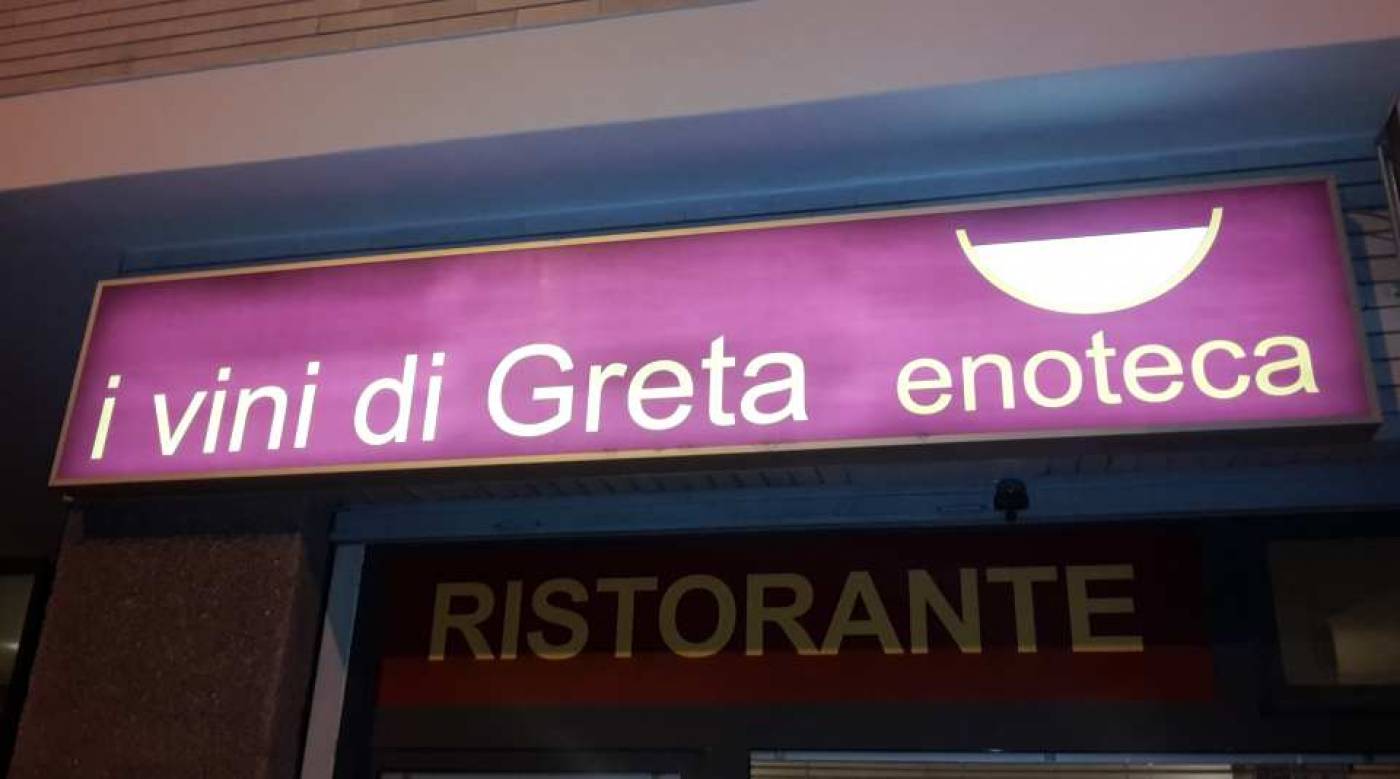 i vini di Greta enoteca
RISTORANTE